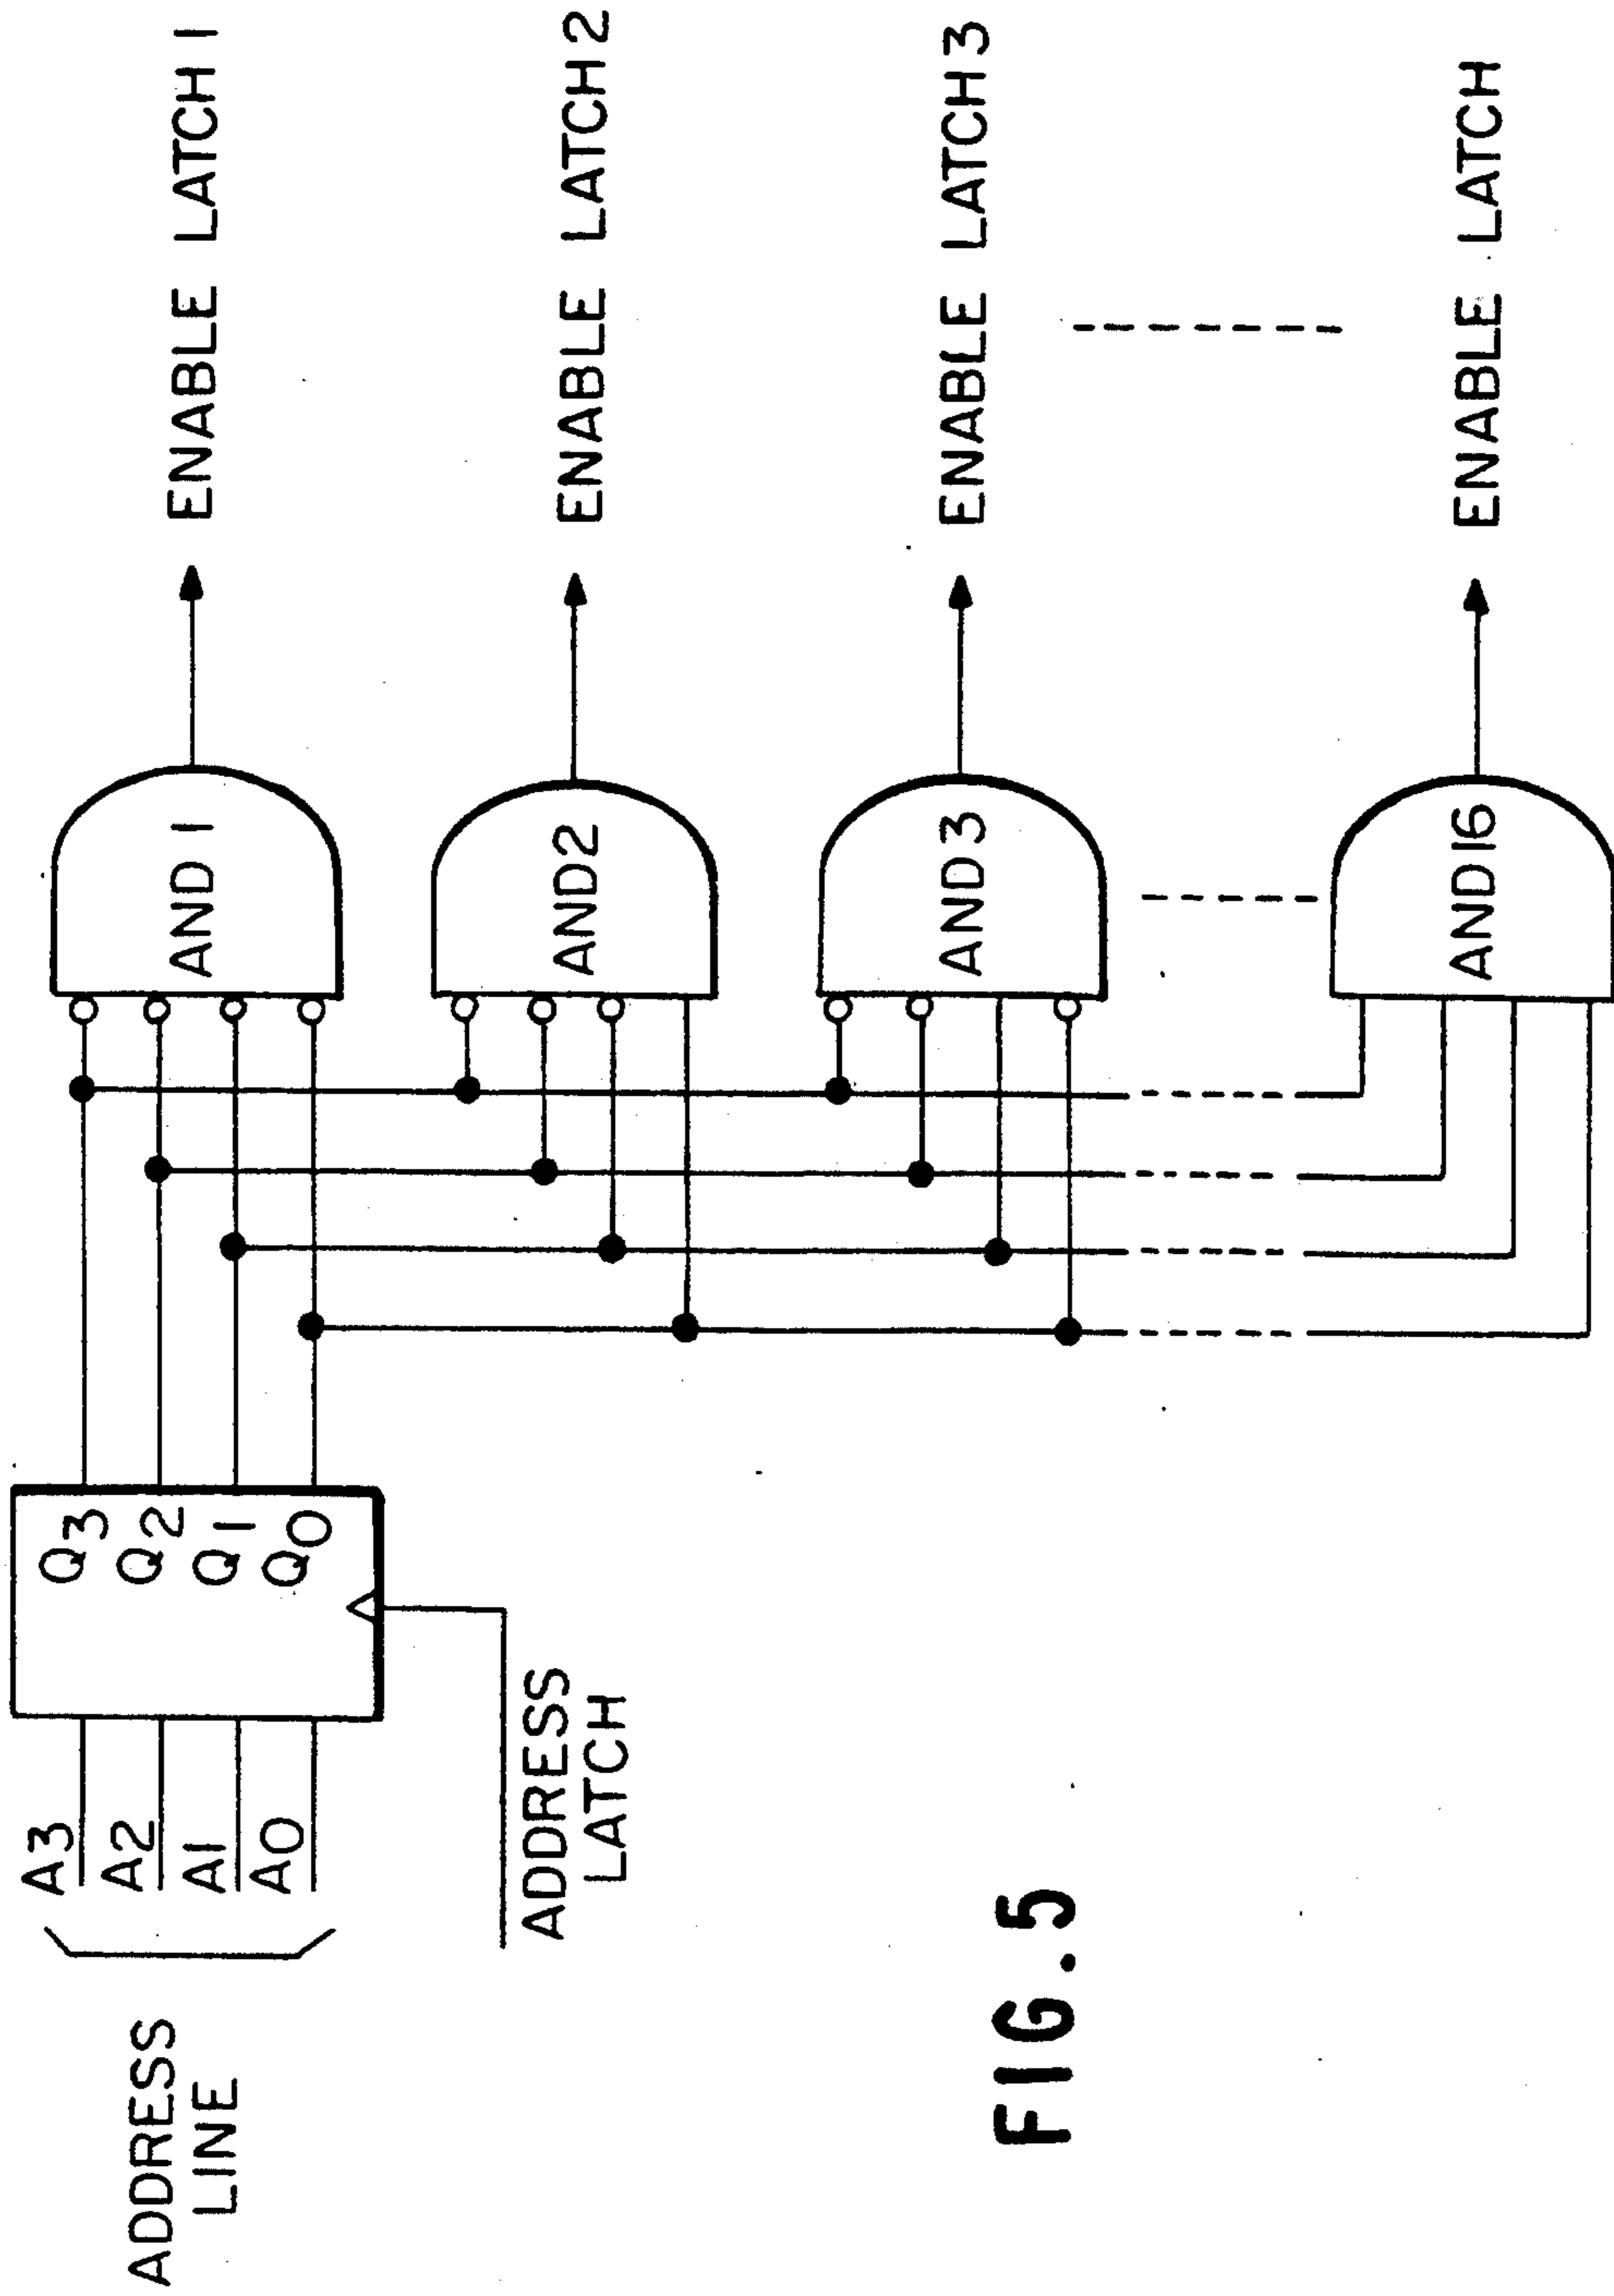 ADDRESS
LINE
A3
A2
A1
A0
ADDRESS
LATCH
Q3
Q2
Q1
Q0
AND 1
AND2
AND3
AND16
ENABLE LATCH 1
ENABLE LATCH 2
ENABLE LATCH 3
ENABLE LATCH
FIG. 5